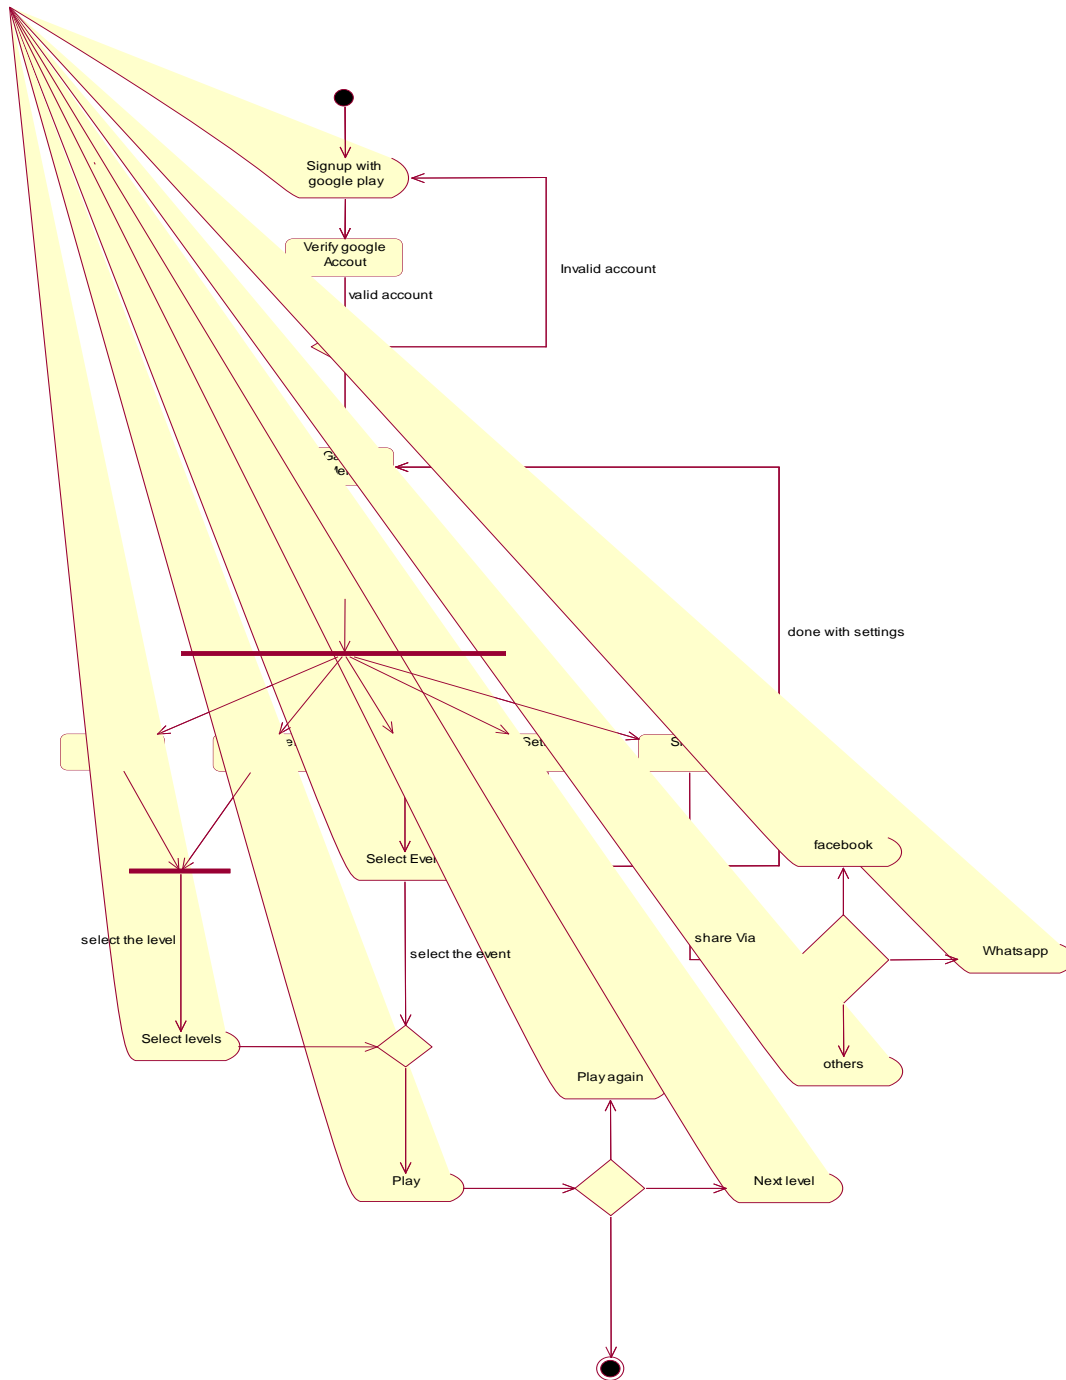 Signup with
google play
Verify google
Accout
valid account
Invalid account
done with settings
Select
facebook
share Via
Whatsapp
select the level
select the event
Select levels
others
Play again
Play
Next level